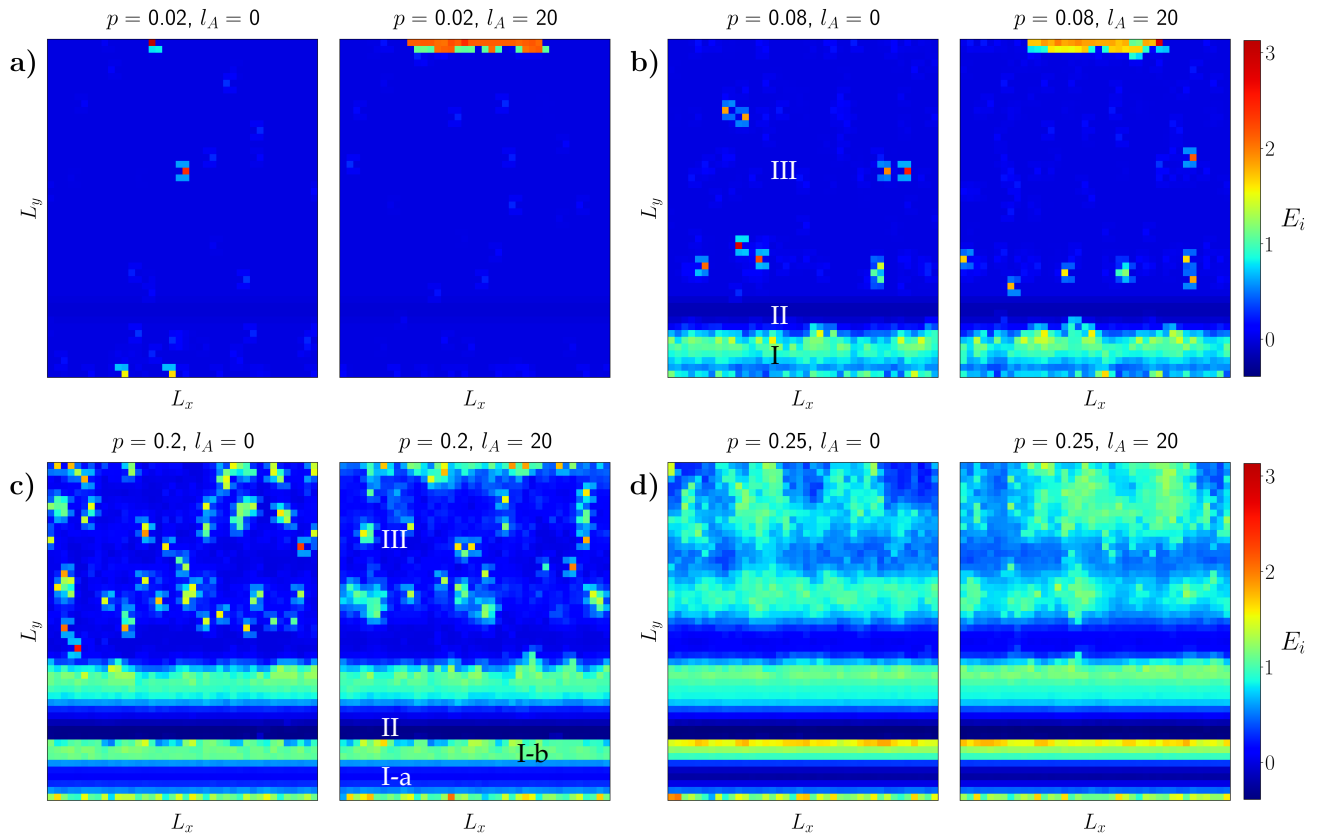 p = 0.02, l_A = 0
p = 0.02, l_A = 20
p = 0.08, l_A = 0
p = 0.08, l_A = 20
a)
b)
3
2
1
0
E_i
III
II
I
L_y
L_y
L_x
L_x
L_x
L_x
p = 0.2, l_A = 0
p = 0.2, l_A = 20
p = 0.25, l_A = 0
p = 0.25, l_A = 20
c)
d)
3
2
1
0
E_i
III
II
I-b
I-a
L_y
L_y
L_x
L_x
L_x
L_x